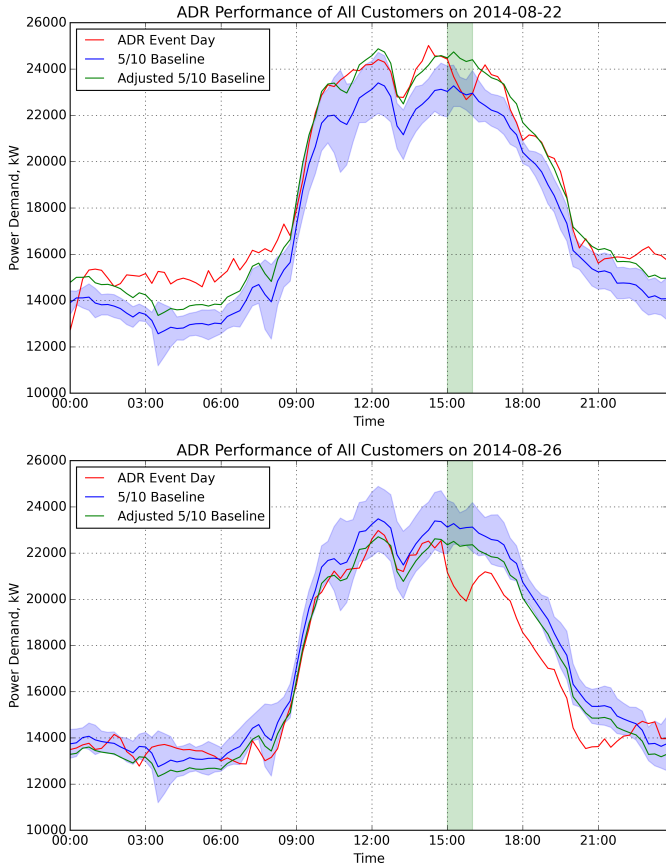 ADR Performance of All Customers on 2014-08-22
26000
24000
22000
20000
18000
16000
14000
12000
10000
Power Demand, kW
ADR Event Day
5/10 Baseline
Adjusted 5/10 Baseline
00:00 03:00 06:00 09:00 12:00 15:00 18:00 21:00
Time
ADR Performance of All Customers on 2014-08-26
26000
24000
22000
20000
18000
16000
14000
12000
10000
Power Demand, kW
ADR Event Day
5/10 Baseline
Adjusted 5/10 Baseline
00:00 03:00 06:00 09:00 12:00 15:00 18:00 21:00
Time